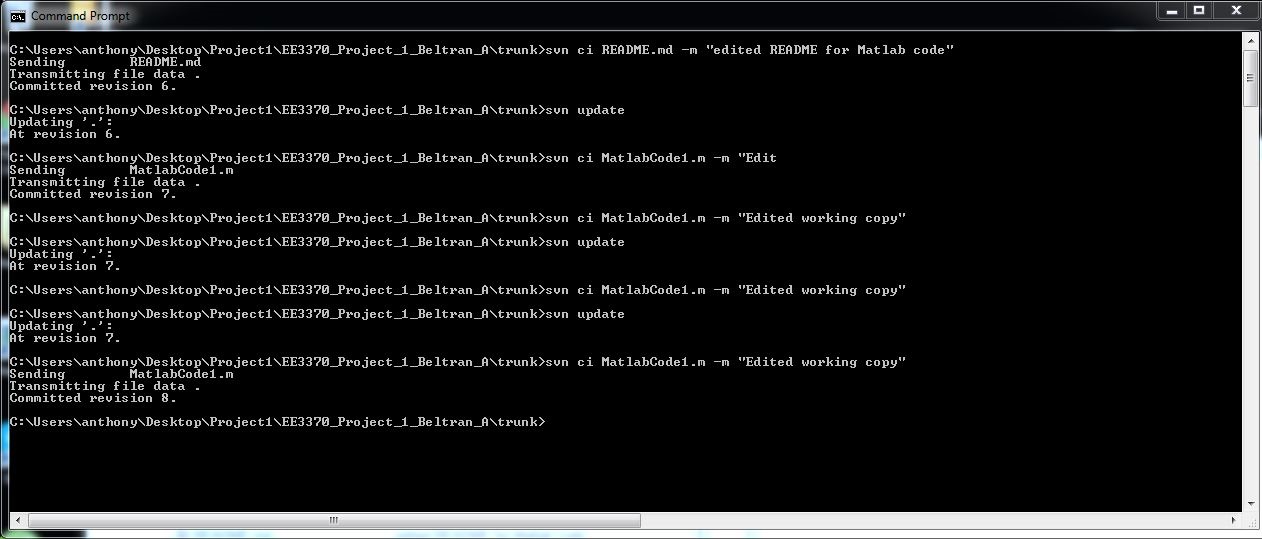 Command Prompt
C:\Users\anthony\Desktop\Project1\EE3370_Project_1_Beltran_A\trunk>svn ci README.md -m "edited README for Matlab code"
Sending        README.md
Transmitting file data .
Committed revision 6.
C:\Users\anthony\Desktop\Project1\EE3370_Project_1_Beltran_A\trunk>svn update
Updating '.':
At revision 6.
C:\Users\anthony\Desktop\Project1\EE3370_Project_1_Beltran_A\trunk>svn ci MatlabCode1.m -m "Edit
Sending        MatlabCode1.m
Transmitting file data .
Committed revision 7.
C:\Users\anthony\Desktop\Project1\EE3370_Project_1_Beltran_A\trunk>svn ci MatlabCode1.m -m "Edited working copy"
C:\Users\anthony\Desktop\Project1\EE3370_Project_1_Beltran_A\trunk>svn update
Updating '.':
At revision 7.
C:\Users\anthony\Desktop\Project1\EE3370_Project_1_Beltran_A\trunk>svn ci MatlabCode1.m -m "Edited working copy"
C:\Users\anthony\Desktop\Project1\EE3370_Project_1_Beltran_A\trunk>svn update
Updating '.':
At revision 7.
C:\Users\anthony\Desktop\Project1\EE3370_Project_1_Beltran_A\trunk>svn ci MatlabCode1.m -m "Edited working copy"
Sending        MatlabCode1.m
Transmitting file data .
Committed revision 8.
C:\Users\anthony\Desktop\Project1\EE3370_Project_1_Beltran_A\trunk>